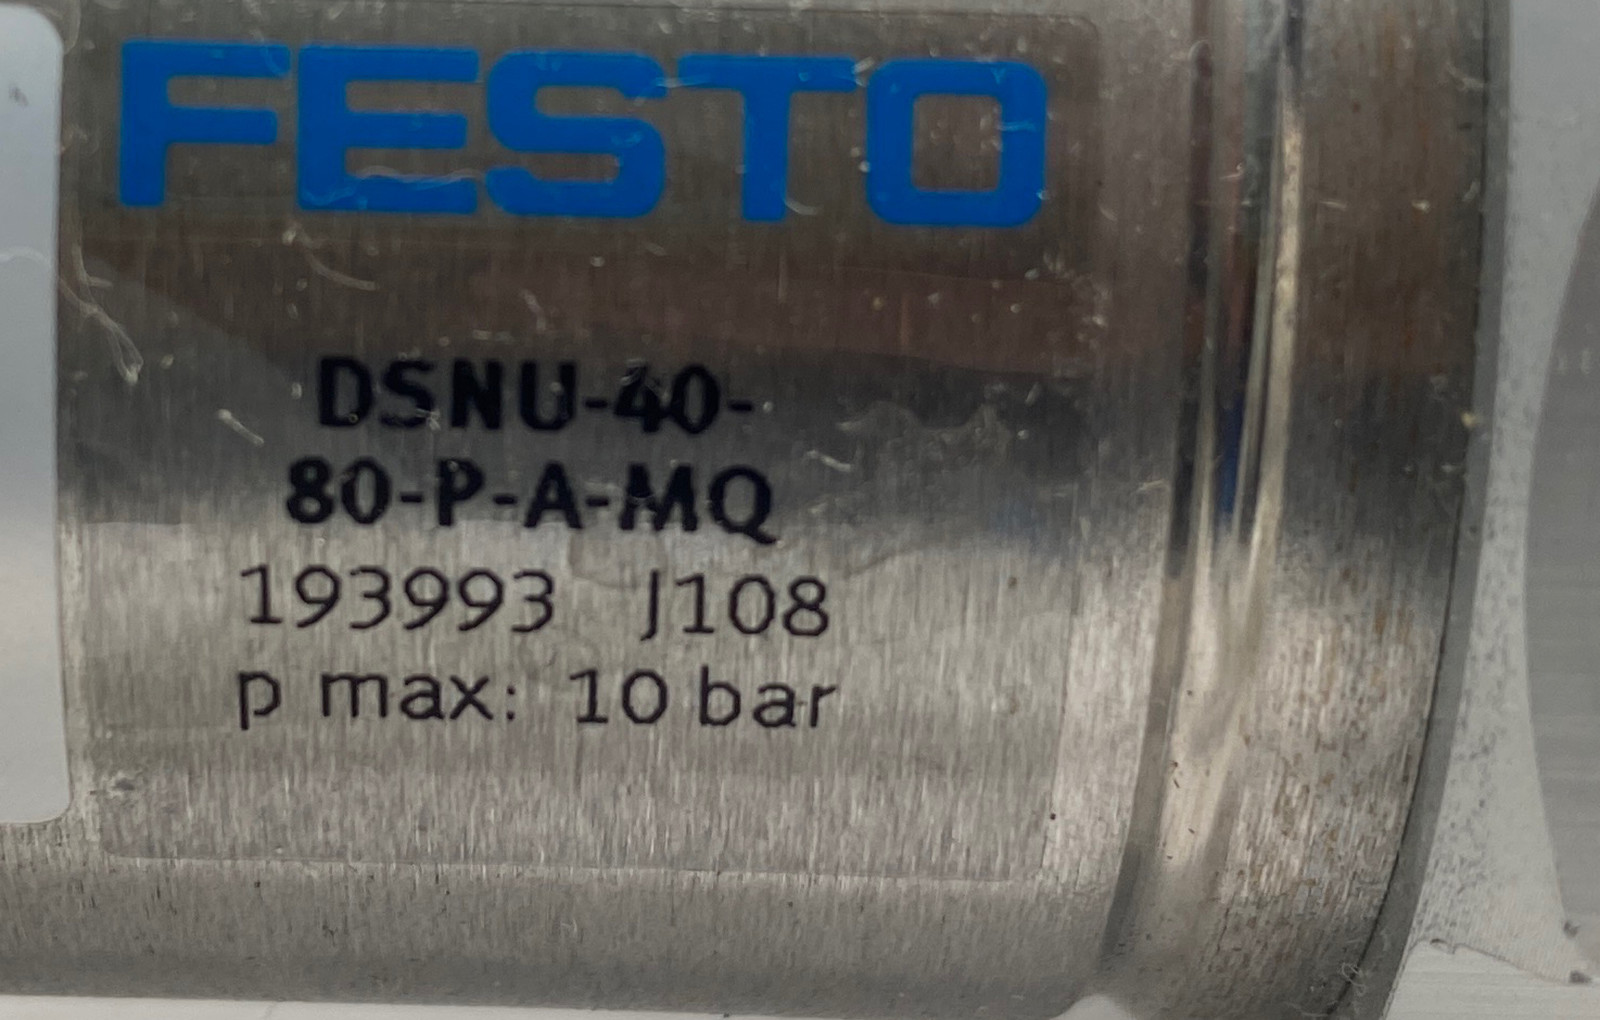 FESTO
DSNU-40-
80-P-A-MQ
193993 J108
p max: 10 bar